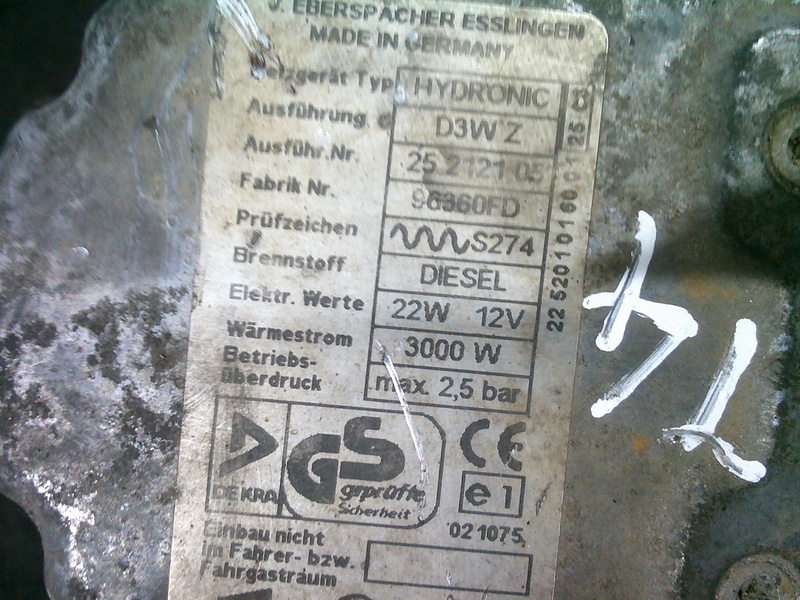 J. EBERSPÄCHER ESSLINGEN
MADE IN GERMANY
Heizgerät Typ HYDRONIC
Ausführung D3W Z
Ausführ.Nr. 25 2121 05
Fabrik Nr. 96360FD
Prüfzeichen S274
Brennstoff DIESEL
Elektr. Werte 22W 12V
Wärmestrom 3000 W
Betriebs-
überdruck max. 2,5 bar
DEKRA
GS
geprüfte
Sicherheit
CE
e1
021075
Einbau nicht
im Fahrer- bzw.
Fahrgastraum